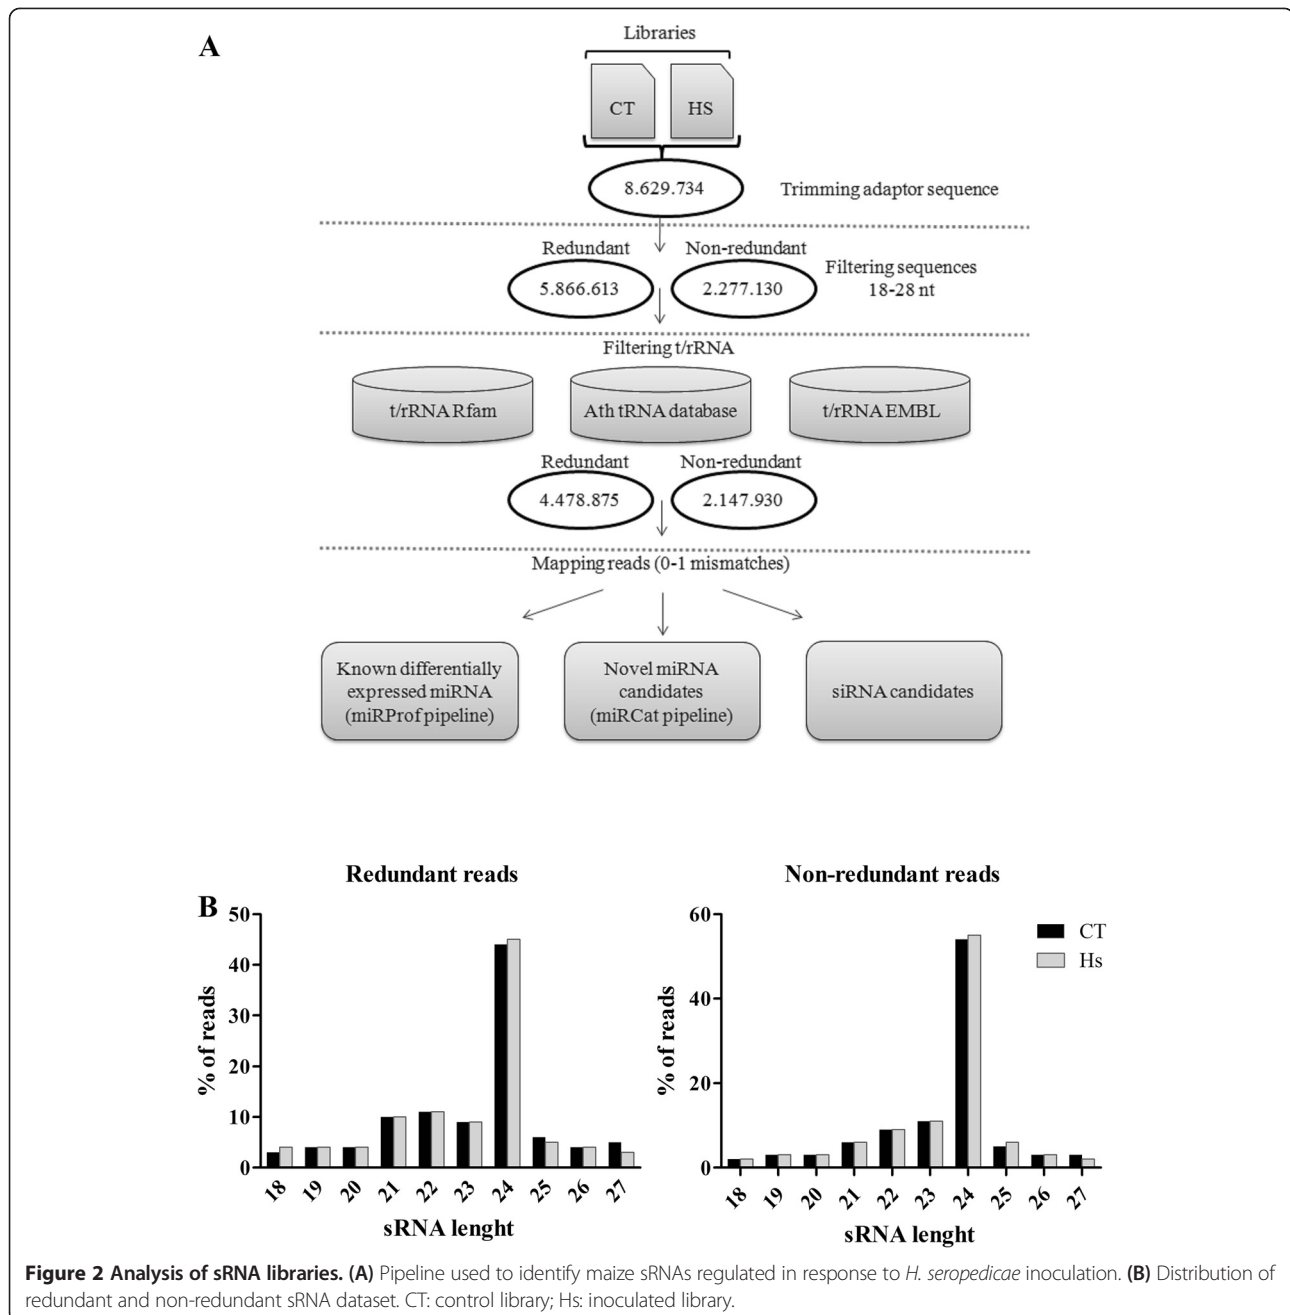 A
Libraries
CT
HS
8.629.734
Trimming adaptor sequence
Redundant
Non-redundant
5.866.613
2.277.130
Filtering sequences
18-28 nt
Filtering t/rRNA
t/rRNA Rfam
Ath tRNA database
t/rRNA EMBL
Redundant
Non-redundant
4.478.875
2.147.930
Mapping reads (0-1 mismatches)
Known differentially
expressed miRNA
(miRProf pipeline)
Novel miRNA
candidates
(miRCat pipeline)
siRNA candidates
B
Redundant reads
50
40
30
20
10
0
% of reads
18
19
20
21
22
23
24
25
26
27
sRNA lenght
Non-redundant reads
60
40
20
0
% of reads
18
19
20
21
22
23
24
25
26
27
sRNA lenght
CT
Hs
Figure 2 Analysis of sRNA libraries. (A) Pipeline used to identify maize sRNAs regulated in response to H. seropedicae inoculation. (B) Distribution of
redundant and non-redundant sRNA dataset. CT: control library; Hs: inoculated library.